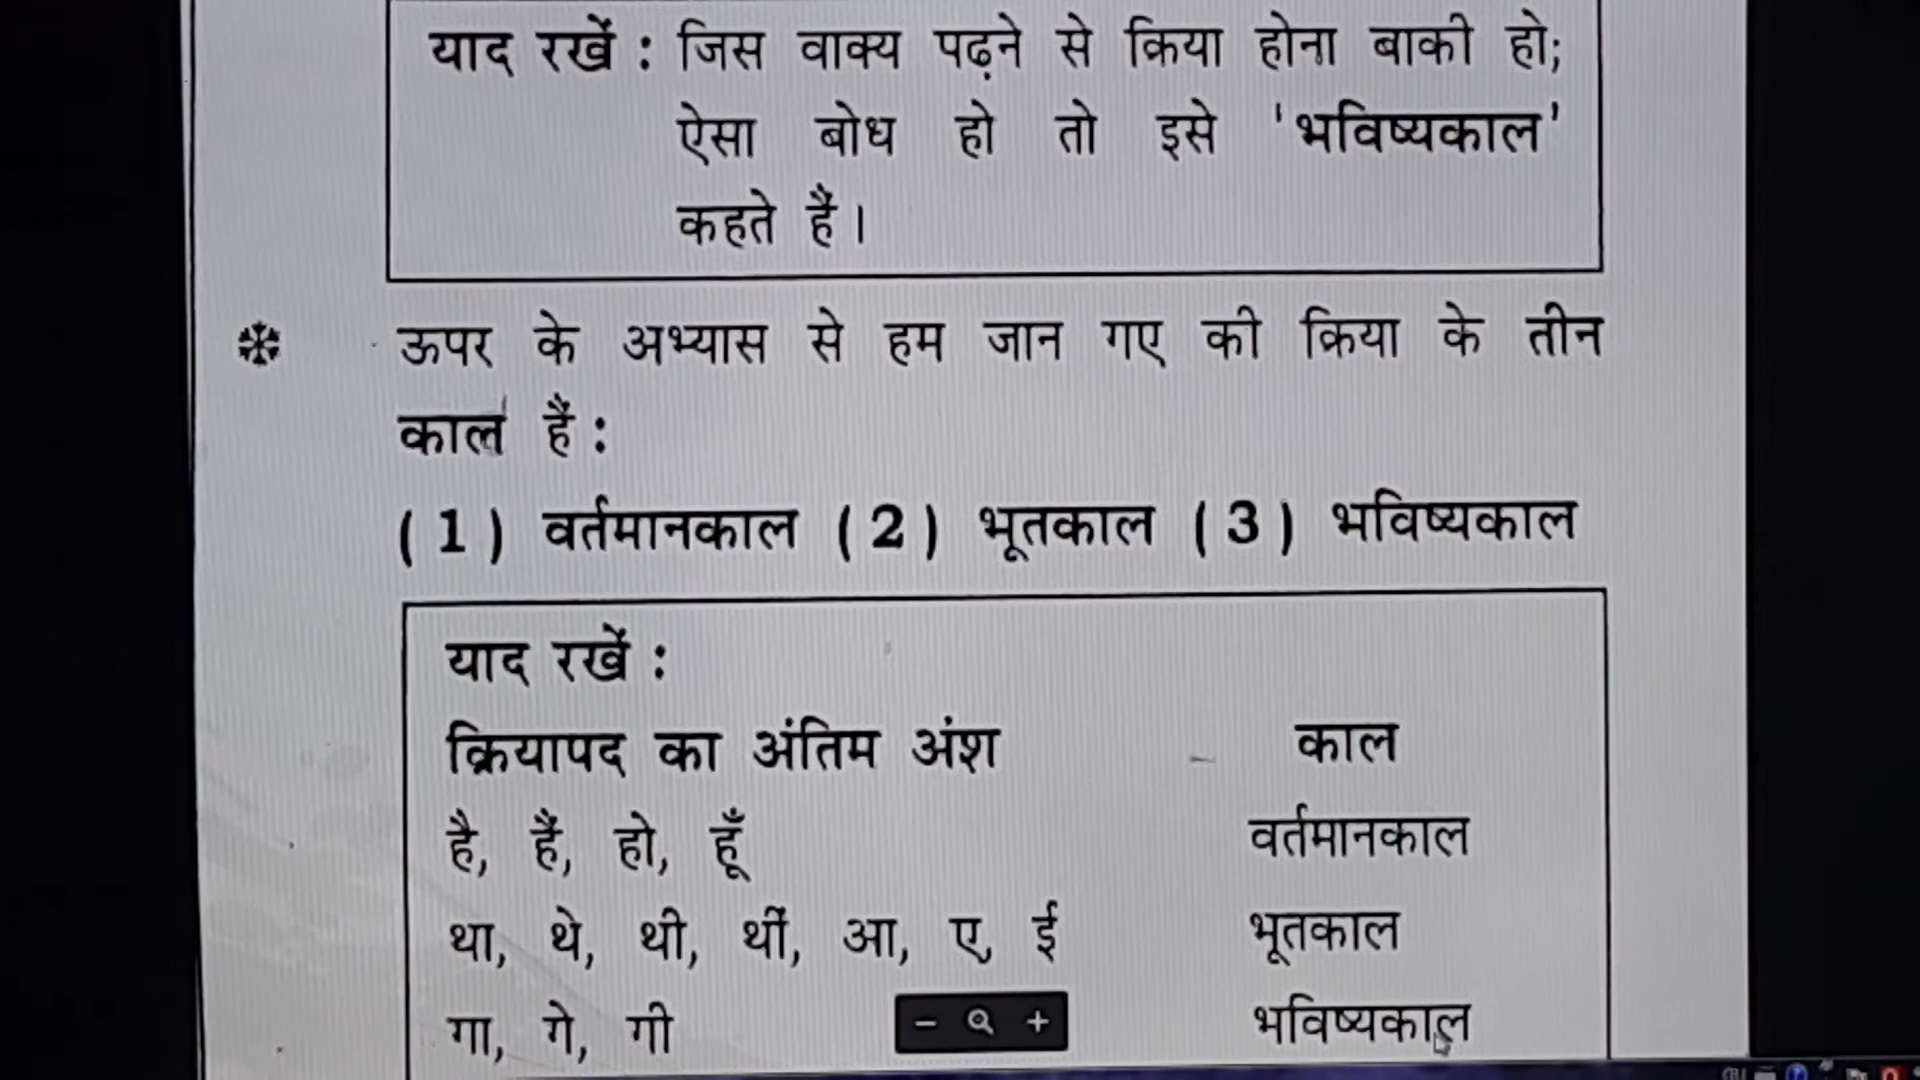 याद रखें : जिस वाक्य पढ़ने से क्रिया होना बाकी हो;
ऐसा बोध हो तो इसे 'भविष्यकाल'
कहते हैं।
ऊपर के अभ्यास से हम जान गए की क्रिया के तीन
काल हैं :
(1) वर्तमानकाल (2) भूतकाल (3) भविष्यकाल
याद रखें :
क्रियापद का अंतिम अंश काल
है, हैं, हो, हूँ वर्तमानकाल
था, थे, थी, थीं, आ, ए, ई भूतकाल
गा, गे, गी भविष्यकाल